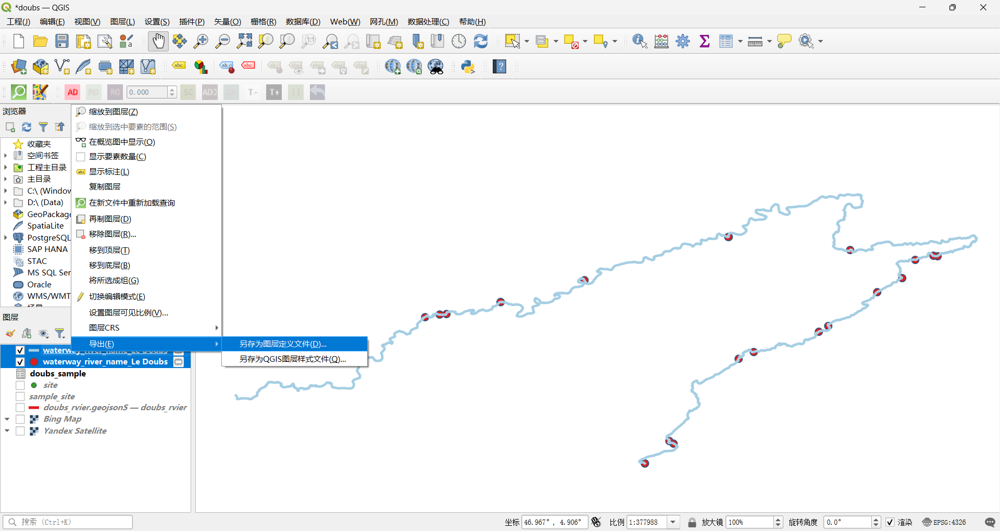 *doubs — QGIS
工程(J) 编辑(E) 视图(V) 图层(L) 设置(S) 插件(P) 矢量(O) 栅格(R) 数据库(D) Web(W) 网孔(M) 数据处理(C) 帮助(H)
1:1
abc abc abc
AD MO RO 0.000 SC ADJ T- T+
浏览器
收藏夹
空间书签
工程主目录
主目录
C:\ (Window
D:\ (Data)
GeoPackage
SpatiaLite
PostgreSQL
SAP HANA
STAC
MS SQL Ser
Oracle
WMS/WMT
图层
缩放到图层(Z)
缩放到选中要素的范围(S)
在概览图中显示(O)
显示要素数量(C)
显示标注(L)
复制图层
在新文件中重新加载查询
再制图层(D)
移除图层(R)...
移到顶层(T)
移到底层(B)
将所选成组(G)
切换编辑模式(E)
设置图层可见比例(V)...
图层CRS
导出(E)
另存为图层定义文件(D)...
另存为QGIS图层样式文件(Q)...
waterway_river_name_Le Doubs
waterway_river_name_Le Doubs
doubs_sample
site
sample_site
doubs_rvier.geojsonS — doubs_rvier
Bing Map
Yandex Satellite
搜索 (Ctrl+K)
坐标 46.967° , 4.906° 比例 1:377988 放大镜 100% 旋转角度 0.0° 渲染 EPSG:4326